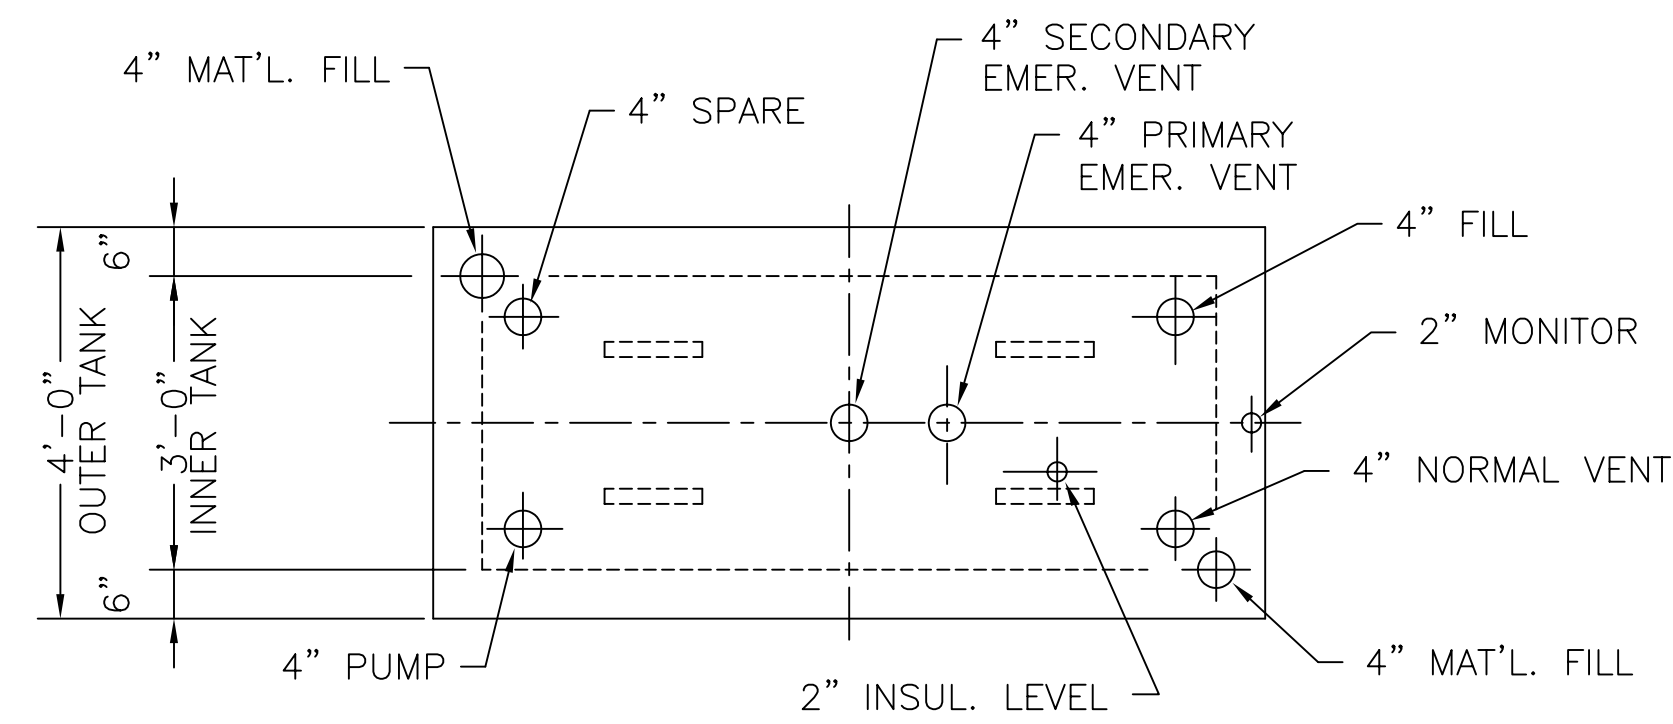 4” SECONDARY
EMER. VENT
4” MAT’L. FILL
4” SPARE
4” PRIMARY
EMER. VENT
4” FILL
6”
4’-0”
OUTER TANK
3’-0”
INNER TANK
6”
2” MONITOR
4” NORMAL VENT
4” PUMP
2” INSUL. LEVEL
4” MAT’L. FILL